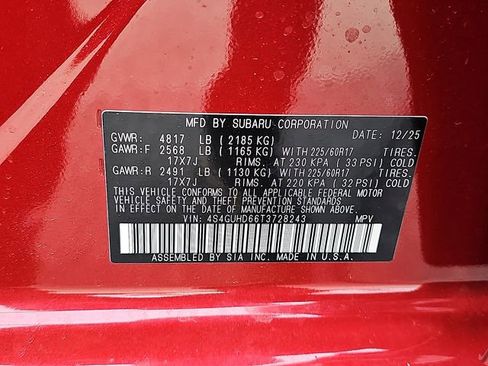 MFD BY SUBARU CORPORATION DATE: 12/25
GVWR: 4817 LB ( 2185 KG)
GAWR:F 2568 LB ( 1165 KG) WITH 225/60R17 TIRES.
17X7J RIMS. AT 230 KPA ( 33 PSI) COLD
GAWR:R 2491 LB ( 1130 KG) WITH 225/60R17 TIRES.
17X7J RIMS. AT 220 KPA ( 32 PSI) COLD
THIS VEHICLE CONFORMS TO ALL APPLICABLE FEDERAL MOTOR
VEHICLE SAFETY AND THEFT PREVENTION STANDARDS IN
EFFECT ON THE DATE OF MANUFACTURE SHOWN ABOVE.
VIN: 4S4GUHD66T3728243 MPV
ASSEMBLED BY SIA INC. MADE IN U.S.A.